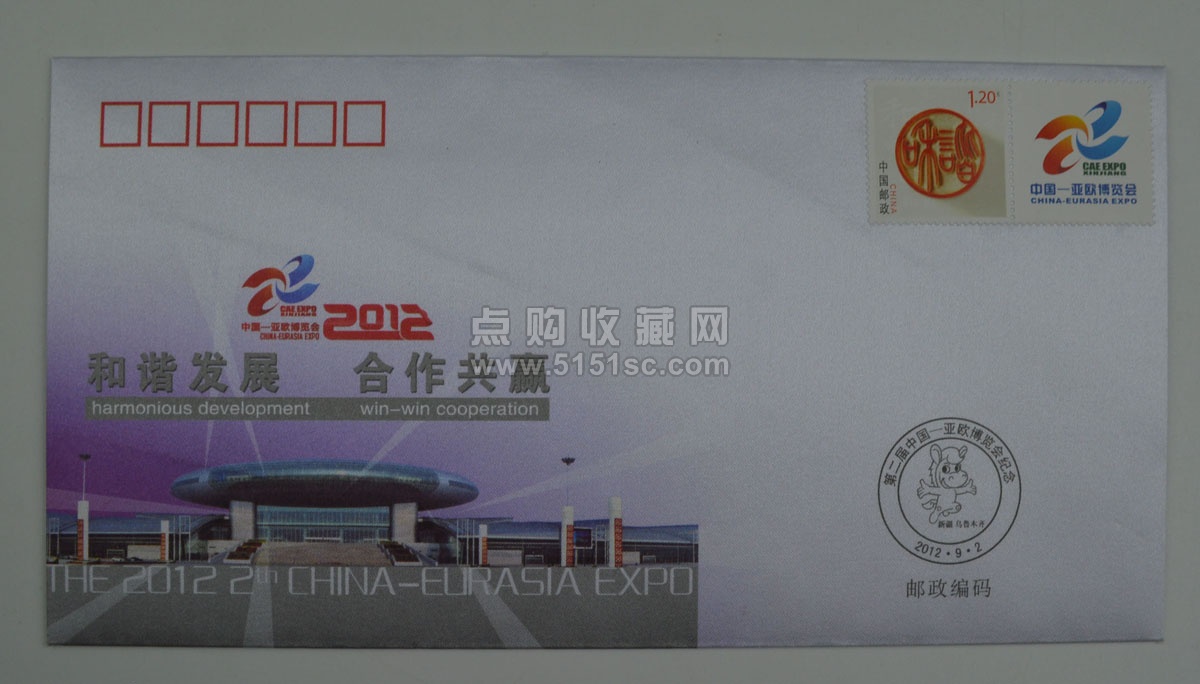 1.20元
和諧
中国邮政
CHINA
CAE EXPO
XINJIANG
中国—亚欧博览会
CHINA-EURASIA EXPO
CAE EXPO
XINJIANG
中国—亚欧博览会
CHINA-EURASIA EXPO
2012
和谐发展 合作共赢
harmonious development win-win cooperation
点购收藏网
www.5151sc.com
第二届中国—亚欧博览会纪念
新疆 乌鲁木齐
2012·9·2
THE 2012 2th CHINA-EURASIA EXPO
邮政编码